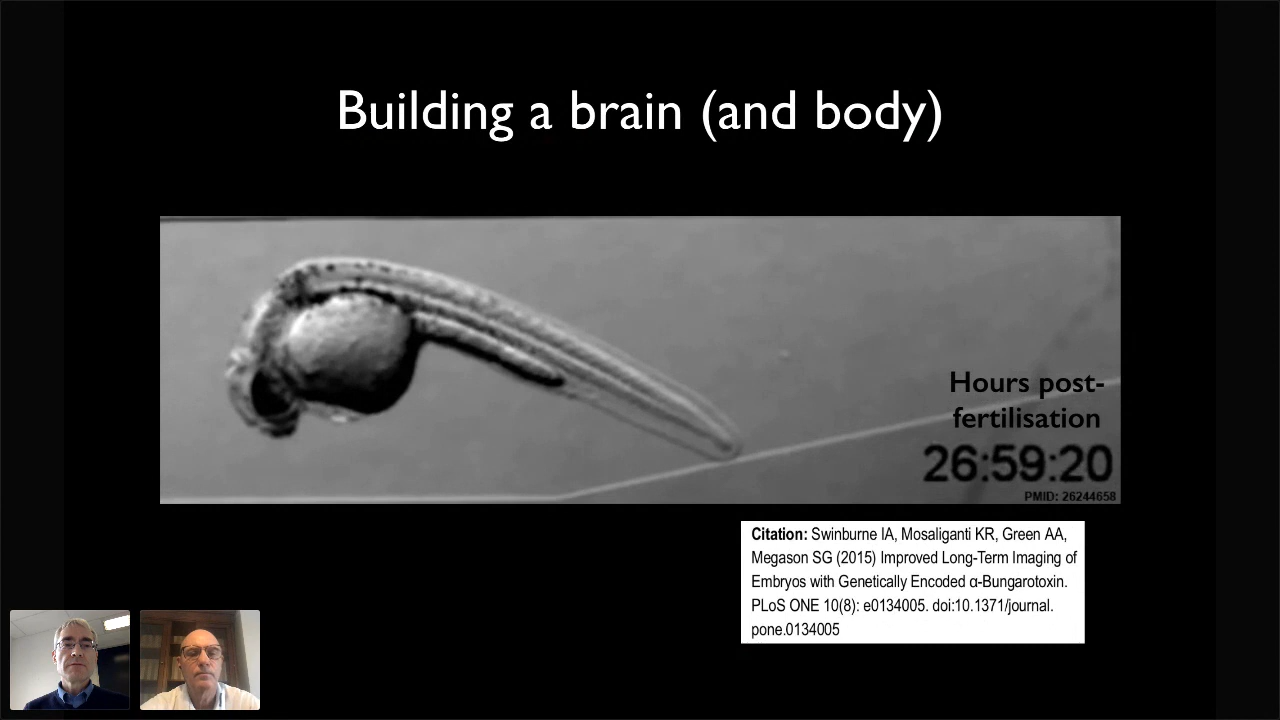 Building a brain (and body)
Hours post-
fertilisation
26:59:20
PMID: 26244658
Citation: Swinburne IA, Mosaliganti KR, Green AA,
Megason SG (2015) Improved Long-Term Imaging of
Embryos with Genetically Encoded α-Bungarotoxin.
PLoS ONE 10(8): e0134005. doi:10.1371/journal.
pone.0134005